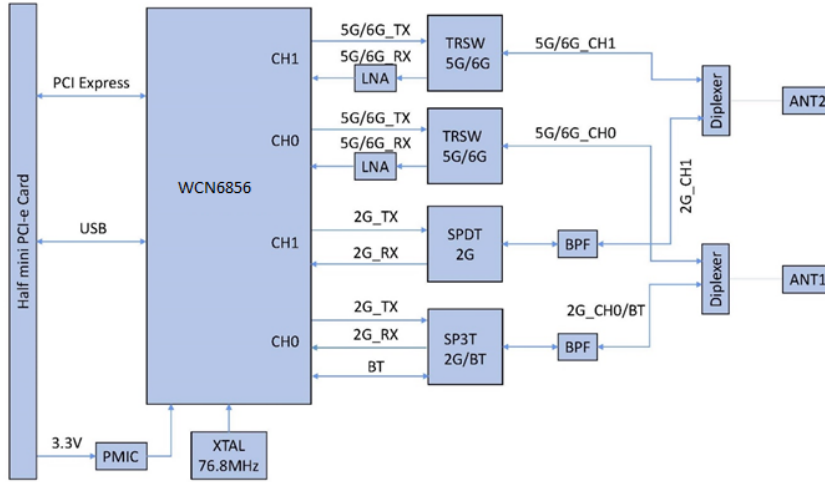 Half mini PCI-e Card
PCI Express
USB
3.3V
PMIC
XTAL
76.8MHz
WCN6856
CH1
CH0
CH1
CH0
5G/6G_TX
5G/6G_RX
LNA
TRSW
5G/6G
5G/6G_TX
5G/6G_RX
LNA
TRSW
5G/6G
2G_TX
2G_RX
SPDT
2G
BPF
2G_TX
2G_RX
BT
SP3T
2G/BT
BPF
5G/6G_CH1
5G/6G_CH0
2G_CH1
2G_CH0/BT
Diplexer
ANT2
Diplexer
ANT1